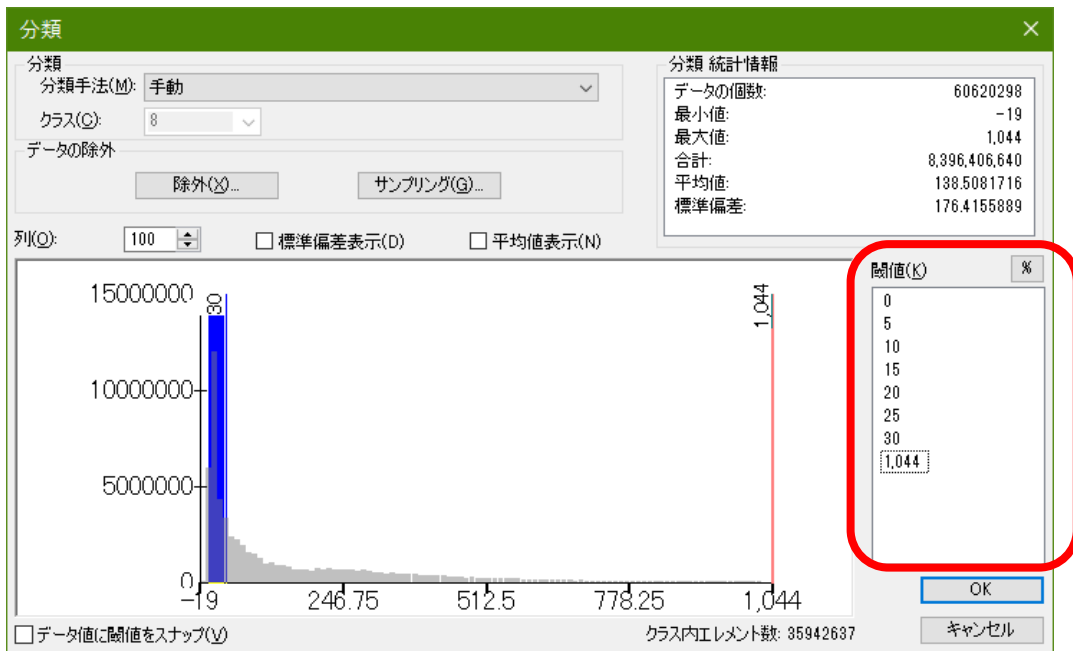 分類
分類
分類手法(M): 手動
クラス(C): 8
データの除外
除外(X)...
サンプリング(G)...
分類 統計情報
データの個数: 60620298
最小値: -19
最大値: 1,044
合計: 8,396,406,640
平均値: 138.5081716
標準偏差: 176.4155889
列(O): 100
標準偏差表示(D)
平均値表示(N)
閾値(K)
%
0
5
10
15
20
25
30
1,044
30
1,044
15000000
10000000
5000000
0
-19 246.75 512.5 778.25 1,044
データ値に閾値をスナップ(V)
クラス内エレメント数: 35942637
OK
キャンセル